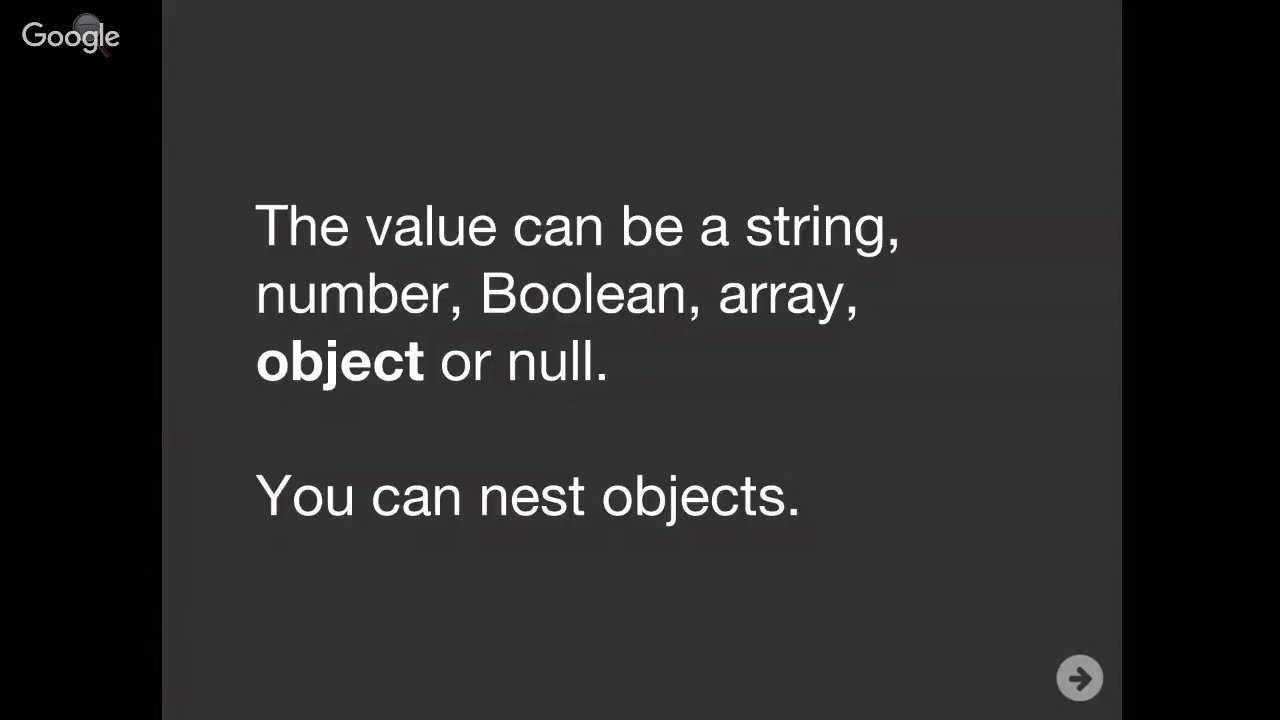 Google
The value can be a string,
number, Boolean, array,
object or null.
You can nest objects.